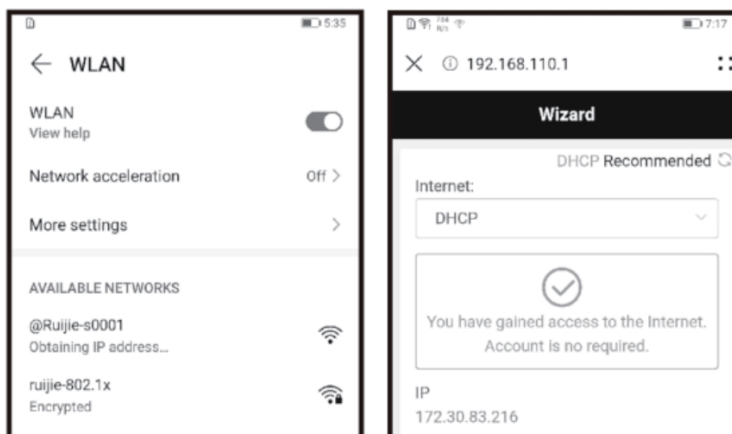 5:35
WLAN
WLAN
View help
Network acceleration
Off >
More settings
AVAILABLE NETWORKS
@Ruijie-s0001
Obtaining IP address...
ruijie-802.1x
Encrypted
7:17
192.168.110.1
Wizard
DHCP Recommended
Internet:
DHCP
You have gained access to the Internet.
Account is no required.
IP
172.30.83.216